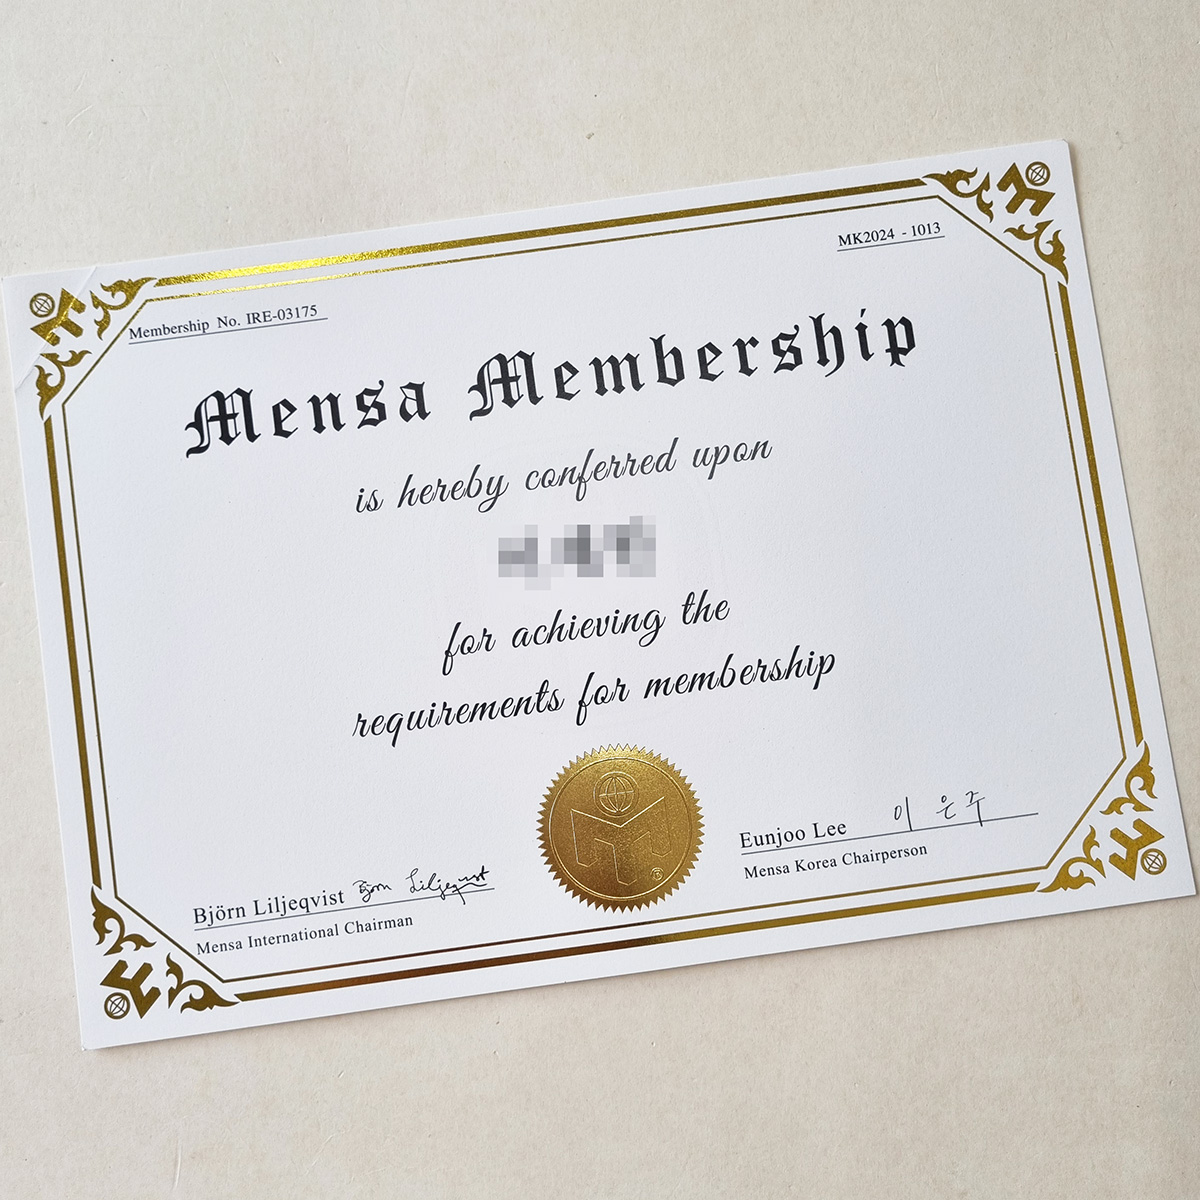 MK2024 - 1013
Membership No. IRE-03175
Mensa Membership
is hereby conferred upon
for achieving the
requirements for membership
Eunjoo Lee 이은주
Mensa Korea Chairperson
Björn Liljeqvist Björn Liljeqvist
Mensa International Chairman
®